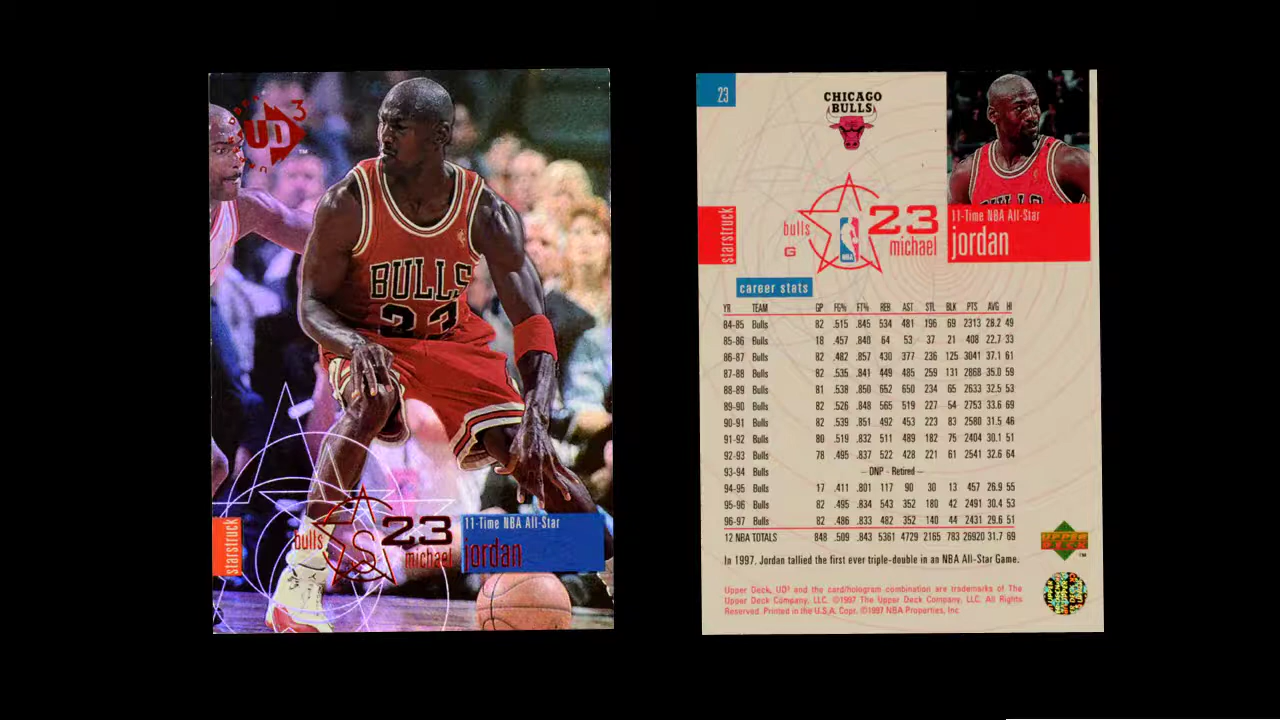 UD3
TM
BULLS
23
starstruck
bulls
23
michael
11-Time NBA All-Star
jordan
23
CHICAGO
BULLS
starstruck
bulls
G
NBA
23
michael
11-Time NBA All-Star
jordan
career stats
YR TEAM GP FG% FT% REB AST STL BLK PTS AVG HI
84-85 Bulls 82 .515 .845 534 481 196 69 2313 28.2 49
85-86 Bulls 18 .457 .840 64 53 37 21 408 22.7 33
86-87 Bulls 82 .482 .857 430 377 236 125 3041 37.1 61
87-88 Bulls 82 .535 .841 449 485 259 131 2868 35.0 59
88-89 Bulls 81 .538 .850 652 650 234 65 2633 32.5 53
89-90 Bulls 82 .526 .848 565 519 227 54 2753 33.6 69
90-91 Bulls 82 .539 .851 492 453 223 83 2580 31.5 46
91-92 Bulls 80 .519 .832 511 489 182 75 2404 30.1 51
92-93 Bulls 78 .495 .837 522 428 221 61 2541 32.6 64
93-94 Bulls – DNP - Retired –
94-95 Bulls 17 .411 .801 117 90 30 13 457 26.9 55
95-96 Bulls 82 .495 .834 543 352 180 42 2491 30.4 53
96-97 Bulls 82 .486 .833 482 352 140 44 2431 29.6 51
12 NBA TOTALS 848 .509 .843 5361 4729 2165 783 26920 31.7 69
In 1997, Jordan tallied the first ever triple-double in an NBA All-Star Game.
UPPER
DECK
TM
Upper Deck, UD³ and the card/hologram combination are trademarks of The
Upper Deck Company, LLC. ©1997 The Upper Deck Company, LLC. All Rights
Reserved. Printed in the U.S.A. Copr. ©1997 NBA Properties, Inc